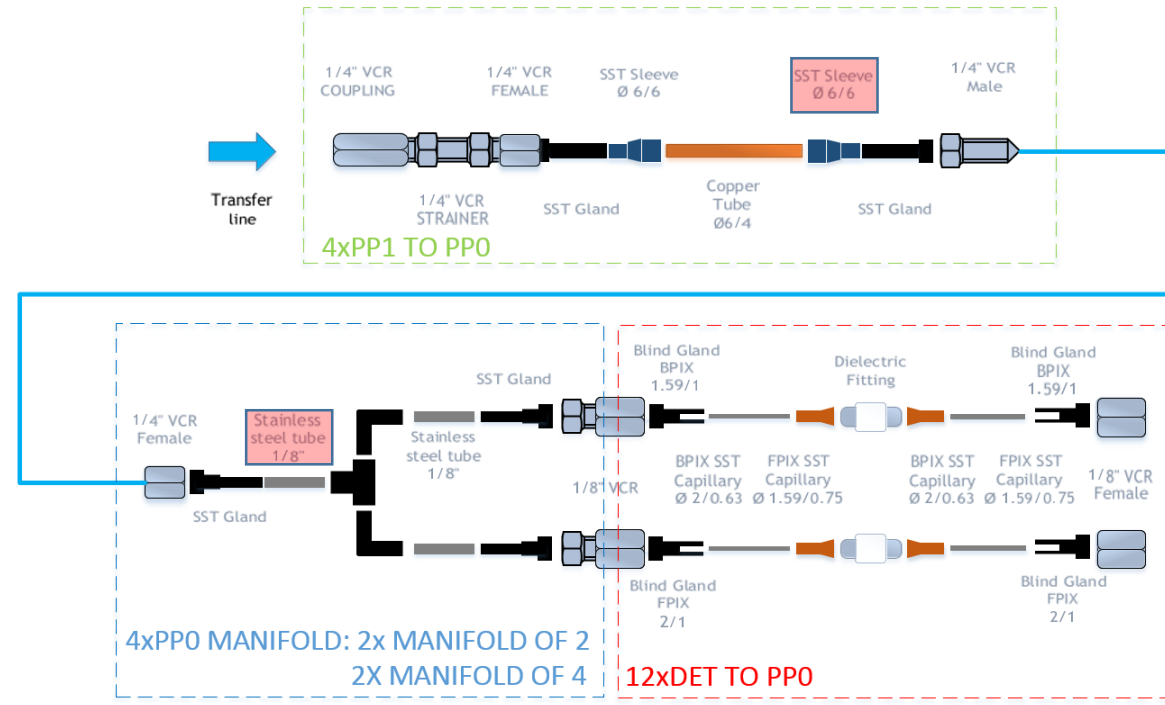 1/4" VCR
COUPLING
1/4" VCR
FEMALE
SST Sleeve
Ø 6/6
SST Sleeve
Ø 6/6
1/4" VCR
Male
Transfer
line
1/4" VCR
STRAINER
SST Gland
Copper
Tube
Ø6/4
SST Gland
4xPP1 TO PP0
1/4" VCR
Female
SST Gland
Stainless
steel tube
1/8"
SST Gland
Stainless
steel tube
1/8"
1/8" VCR
4xPP0 MANIFOLD: 2x MANIFOLD OF 2
2X MANIFOLD OF 4
Blind Gland
BPIX
1.59/1
Dielectric
Fitting
Blind Gland
BPIX
1.59/1
BPIX SST
Capillary
Ø 2/0.63
FPIX SST
Capillary
Ø 1.59/0.75
BPIX SST
Capillary
Ø 2/0.63
FPIX SST
Capillary
Ø 1.59/0.75
1/8" VCR
Female
Blind Gland
FPIX
2/1
Blind Gland
FPIX
2/1
12xDET TO PP0